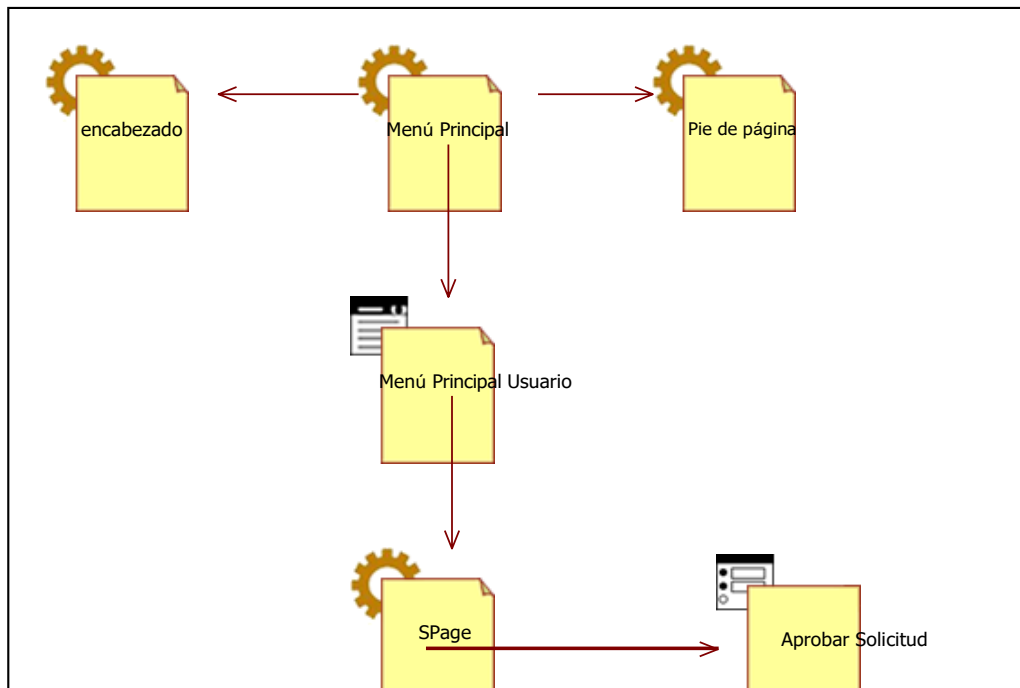 encabezado
Menú Principal
Pie de página
Menú Principal Usuario
SPage
Aprobar Solicitud